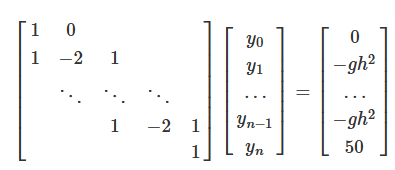 [ 1 0
1 −2 1
⋱ ⋱ ⋱
1 −2 1
1 ] [ y₀
y₁
…
yₙ₋₁
yₙ ] = [ 0
−gh²
…
−gh²
50 ]